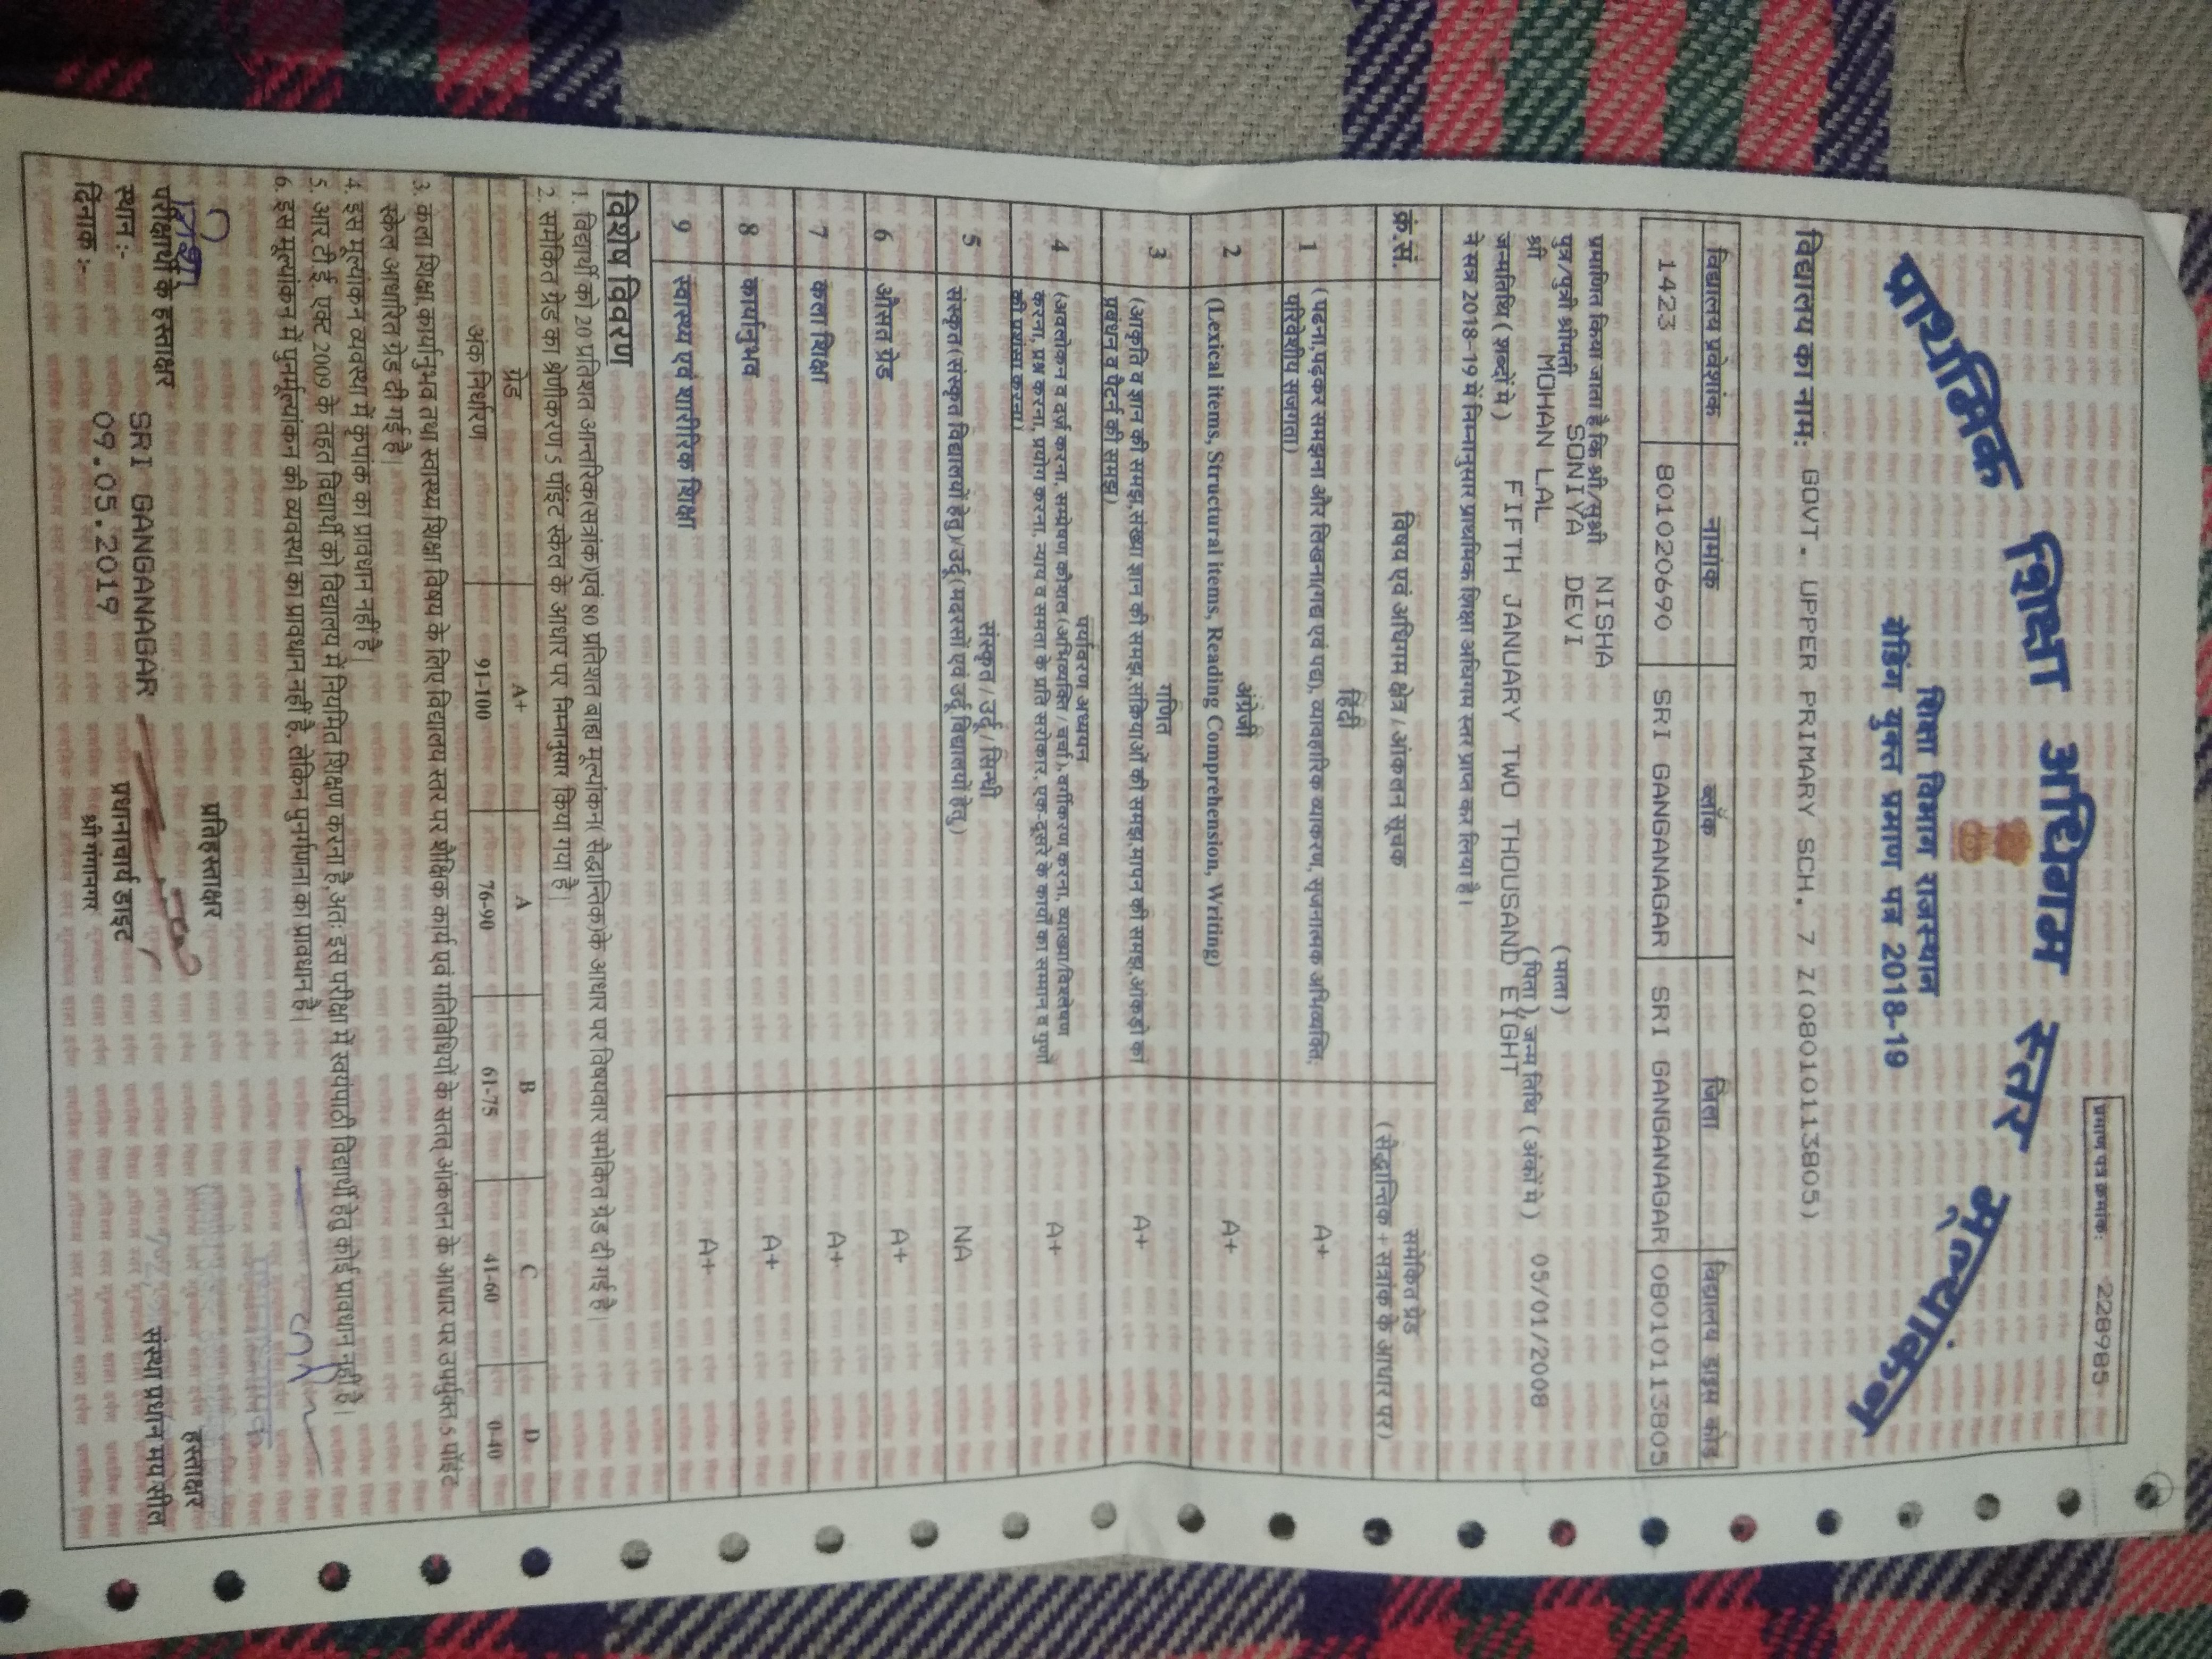 प्रमाण पत्र क्रमांक: 228985
प्राथमिक शिक्षा अधिगम स्तर मूल्यांकन
शिक्षा विभाग राजस्थान
ग्रेडिंग युक्त प्रमाण पत्र 2018-19
विद्यालय का नाम: GOVT. UPPER PRIMARY SCH. 7 Z(08010113805)
विद्यालय प्रवेशांक नामांक ब्लॉक जिला विद्यालय डाइस कोड
1423 801020690 SRI GANGANAGAR SRI GANGANAGAR 08010113805
प्रमाणित किया जाता है कि श्री/सुश्री NISHA
पुत्र/पुत्री श्रीमती SONIYA DEVI (माता)
श्री MOHAN LAL (पिता), जन्म तिथि (अंकों में) 05/01/2008
जन्मतिथि (शब्दों में) FIFTH JANUARY TWO THOUSAND EIGHT
ने सत्र 2018-19 में निम्नानुसार प्राथमिक शिक्षा अधिगम स्तर प्राप्त कर लिया है।
क्रं.सं. विषय एवं अधिगम क्षेत्र / आंकलन सूचक समेकित ग्रेड
(सैद्धान्तिक + सत्रांक के आधार पर)
हिंदी
1 (पढना,पढ़कर समझना और लिखना/गद्य एवं पद्य), व्यावहारिक व्याकरण, सृजनात्मक अभिव्यक्ति, A+
परिवेशीय सजगता)
अंग्रेजी
2 (Lexical items, Structural items, Reading Comprehension, Writing) A+
गणित
3 (आकृति व ज्ञान की समझ,संख्या ज्ञान की समझ,संक्रियाओं की समझ,मापन की समझ,आंकडों का A+
प्रबंधन व पैटर्न की समझ)
पर्यावरण अध्ययन
4 (अवलोकन व दर्ज करना, सम्प्रेषण कौशल (अभिव्यक्ति / चर्चा), वर्गीकरण करना, व्याख्या/विश्लेषण A+
करना, प्रश्न करना, प्रयोग करना, न्याय व समता के प्रति सरोकार, एक-दूसरे के कार्यों का सम्मान व गुणों
की प्रशंसा करना)
संस्कृत / उर्दू / सिन्धी
5 संस्कृत(संस्कृत विद्यालयों हेतु)/उर्दू(मदरसों एवं उर्दू विद्यालयों हेतु) NA
6 औसत ग्रेड A+
7 कला शिक्षा A+
8 कार्यानुभव A+
9 स्वास्थ्य एवं शारीरिक शिक्षा A+
विशेष विवरण
1. विद्यार्थी को 20 प्रतिशत आन्तरिक(सत्रांक)एवं 80 प्रतिशत बाह्य मूल्यांकन( सैद्धान्तिक)के आधार पर विषयवार समेकित ग्रेड दी गई है।
2. समेकित ग्रेड का श्रेणीकरण 5 पॉइंट स्केल के आधार पर निम्नानुसार किया गया है।
ग्रेड A+ A B C D
अंक निर्धारण 91-100 76-90 61-75 41-60 0-40
3. कला शिक्षा,कार्यानुभव तथा स्वास्थ्य शिक्षा विषय के लिए विद्यालय स्तर पर शैक्षिक कार्य एवं गतिविधियों के सतत् आंकलन के आधार पर उपर्युक्त 5 पॉइंट
स्केल आधारित ग्रेड दी गई है।
4. इस मूल्यांकन व्यवस्था में कृपांक का प्रावधान नहीं है।
5. आर.टी.ई. एक्ट 2009 के तहत विद्यार्थी को विद्यालय में नियमित शिक्षण करना है,अतः इस परीक्षा में स्वयंपाठी विद्यार्थी हेतु कोई प्रावधान नहीं है।
6. इस मूल्यांकन में पुनर्मूल्यांकन की व्यवस्था का प्रावधान नहीं है, लेकिन पुनर्गणना का प्रावधान है।
निशा
परीक्षार्थी के हस्ताक्षर प्रतिहस्ताक्षर हस्ताक्षर
स्थान :- SRI GANGANAGAR प्रधानाचार्य डाइट संस्था प्रधान मय सील
दिनांक :- 09.05.2019 श्रीगंगानगर